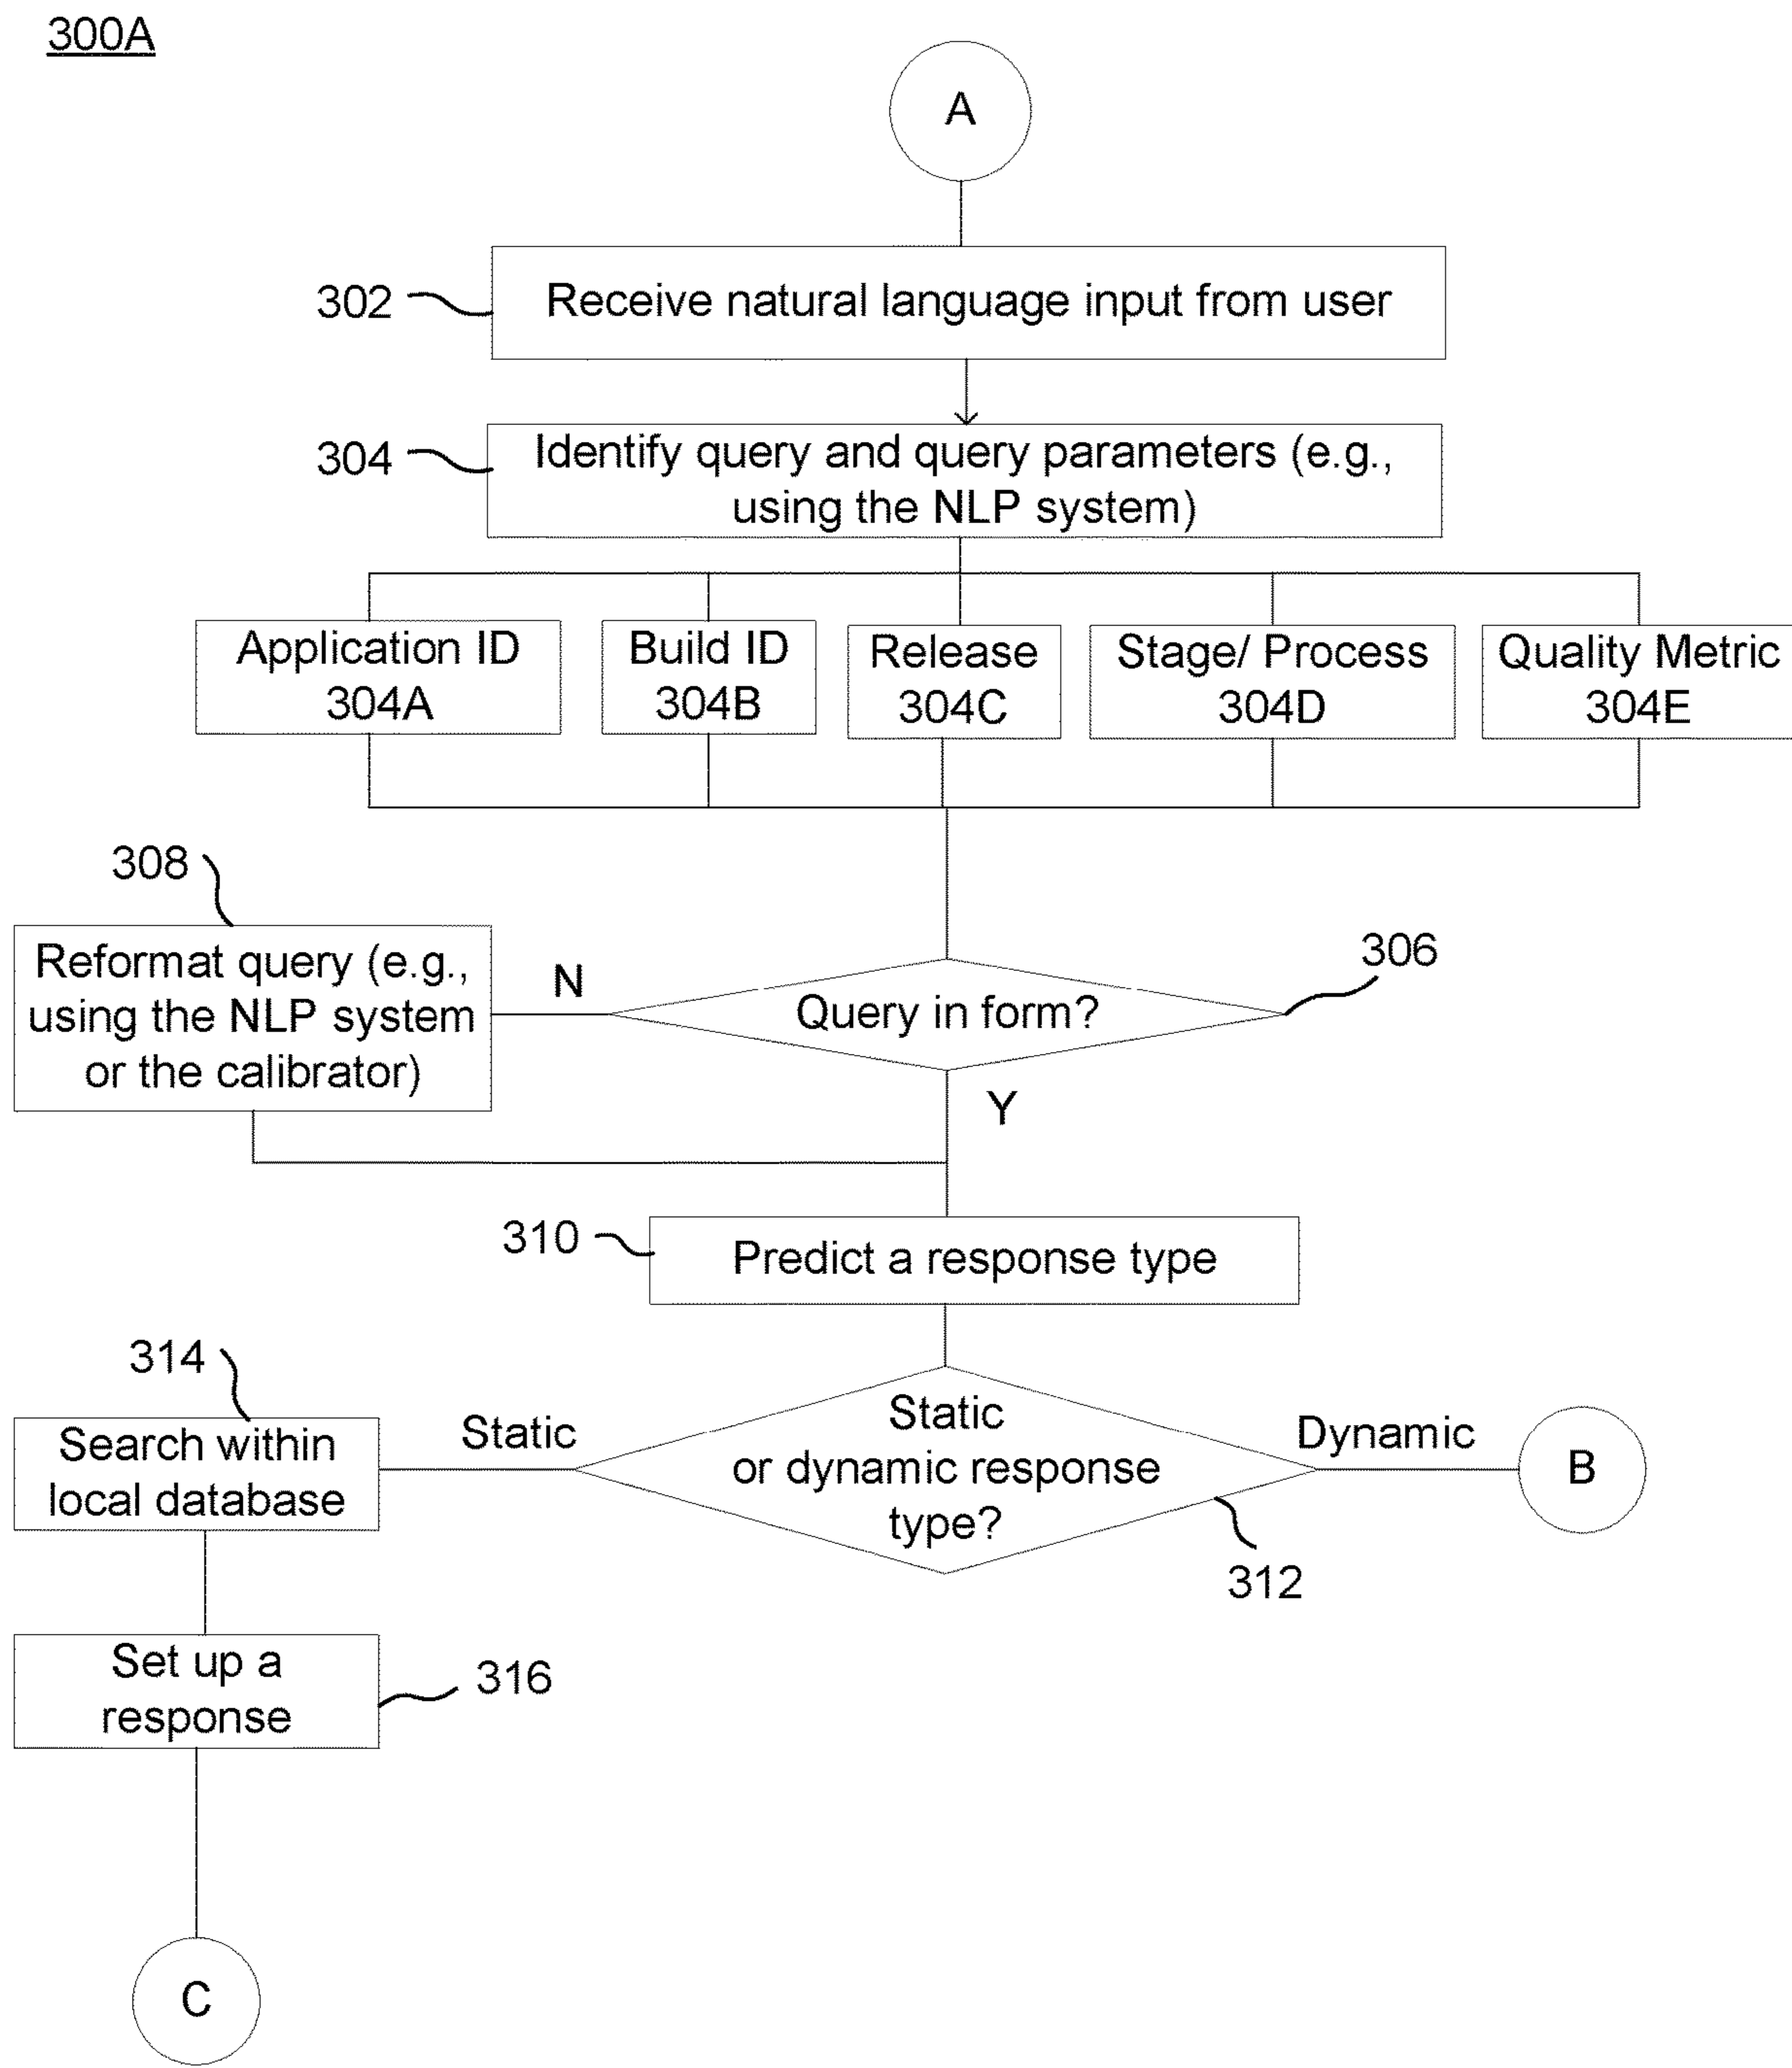 300A
A
302
Receive natural language input from user
304
Identify query and query parameters (e.g.,
using the NLP system)
Application ID
304A
Build ID
304B
Release
304C
Stage/ Process
304D
Quality Metric
304E
308
Reformat query (e.g.,
using the NLP system
or the calibrator)
N
Query in form?
306
Y
310
Predict a response type
314
Search within
local database
Static
Static
or dynamic response
type?
Dynamic
B
312
Set up a
response
316
C